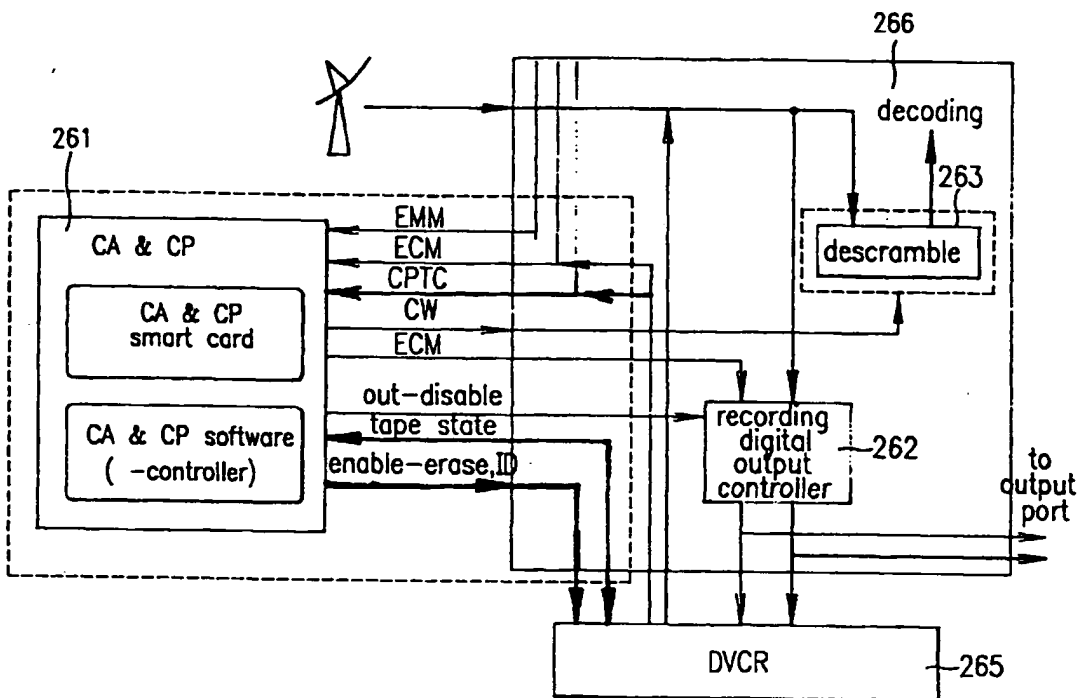 266
decoding
261
263
EMM
CA & CP
ECM
descramble
CPTC
CA & CP
smart card
CW
ECM
out-disable
tape state
CA & CP software
( -controller)
enable-erase,ID
recording
digital
output
controller
262
to
output
port
DVCR
265